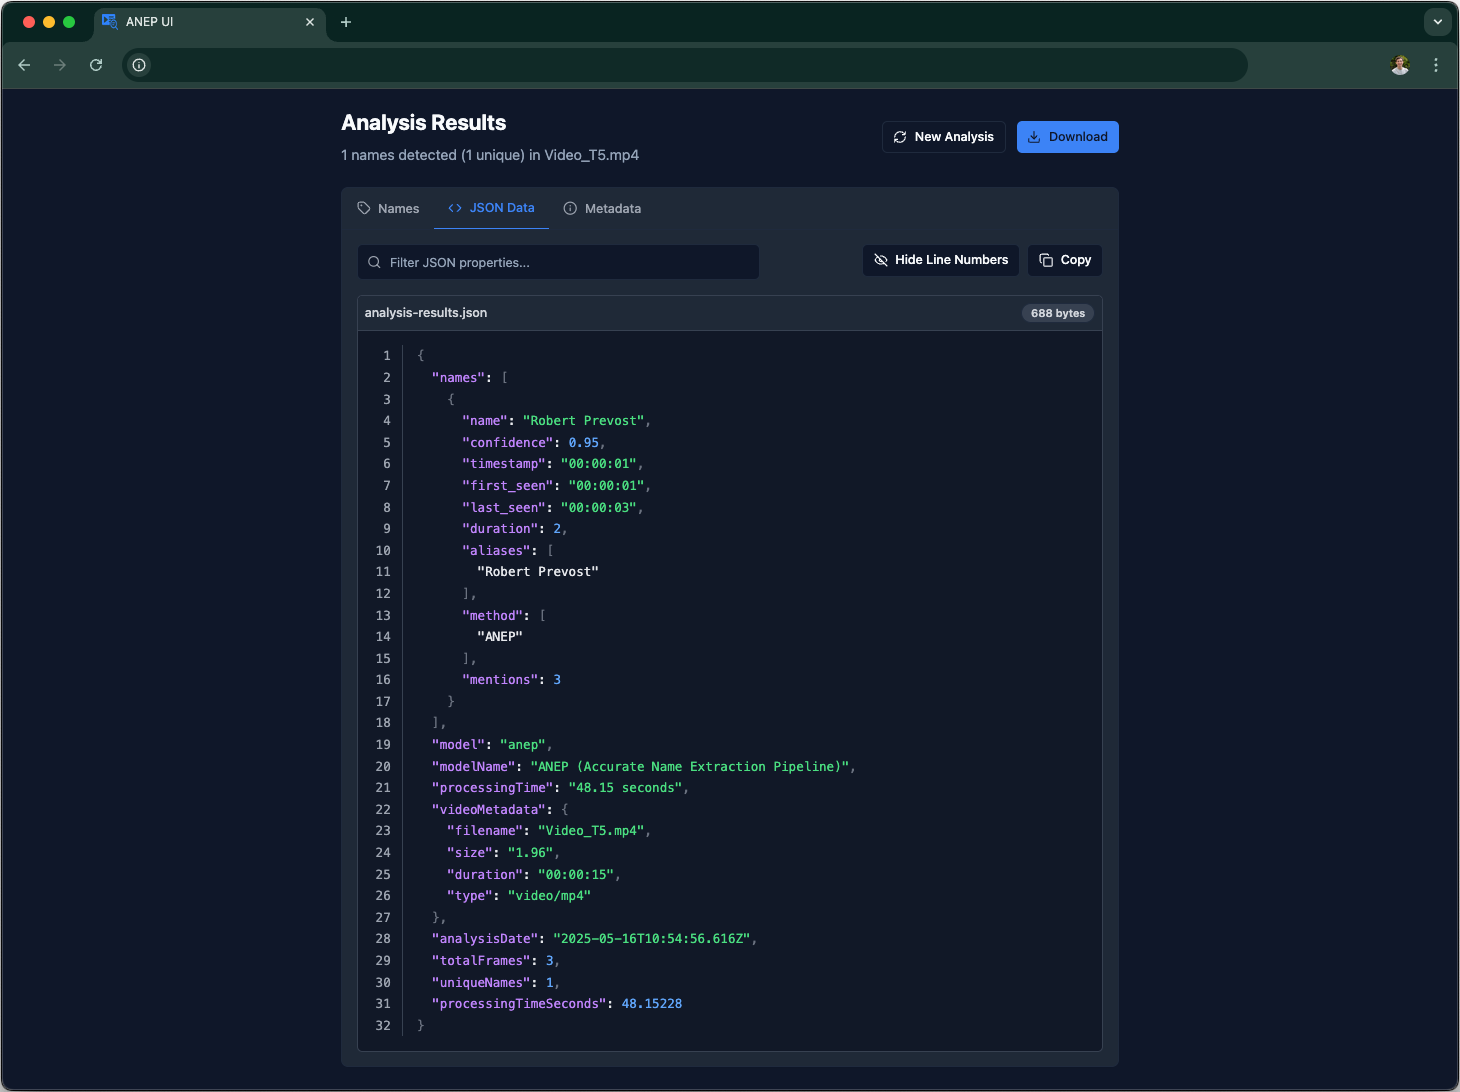 ANEP UI
Analysis Results
1 names detected (1 unique) in Video_T5.mp4
New Analysis
Download
Names
JSON Data
Metadata
Filter JSON properties...
Hide Line Numbers
Copy
analysis-results.json
688 bytes
1 {
2 "names": [
3 {
4 "name": "Robert Prevost",
5 "confidence": 0.95,
6 "timestamp": "00:00:01",
7 "first_seen": "00:00:01",
8 "last_seen": "00:00:03",
9 "duration": 2,
10 "aliases": [
11 "Robert Prevost"
12 ],
13 "method": [
14 "ANEP"
15 ],
16 "mentions": 3
17 }
18 ],
19 "model": "anep",
20 "modelName": "ANEP (Accurate Name Extraction Pipeline)",
21 "processingTime": "48.15 seconds",
22 "videoMetadata": {
23 "filename": "Video_T5.mp4",
24 "size": "1.96",
25 "duration": "00:00:15",
26 "type": "video/mp4"
27 },
28 "analysisDate": "2025-05-16T10:54:56.616Z",
29 "totalFrames": 3,
30 "uniqueNames": 1,
31 "processingTimeSeconds": 48.15228
32 }